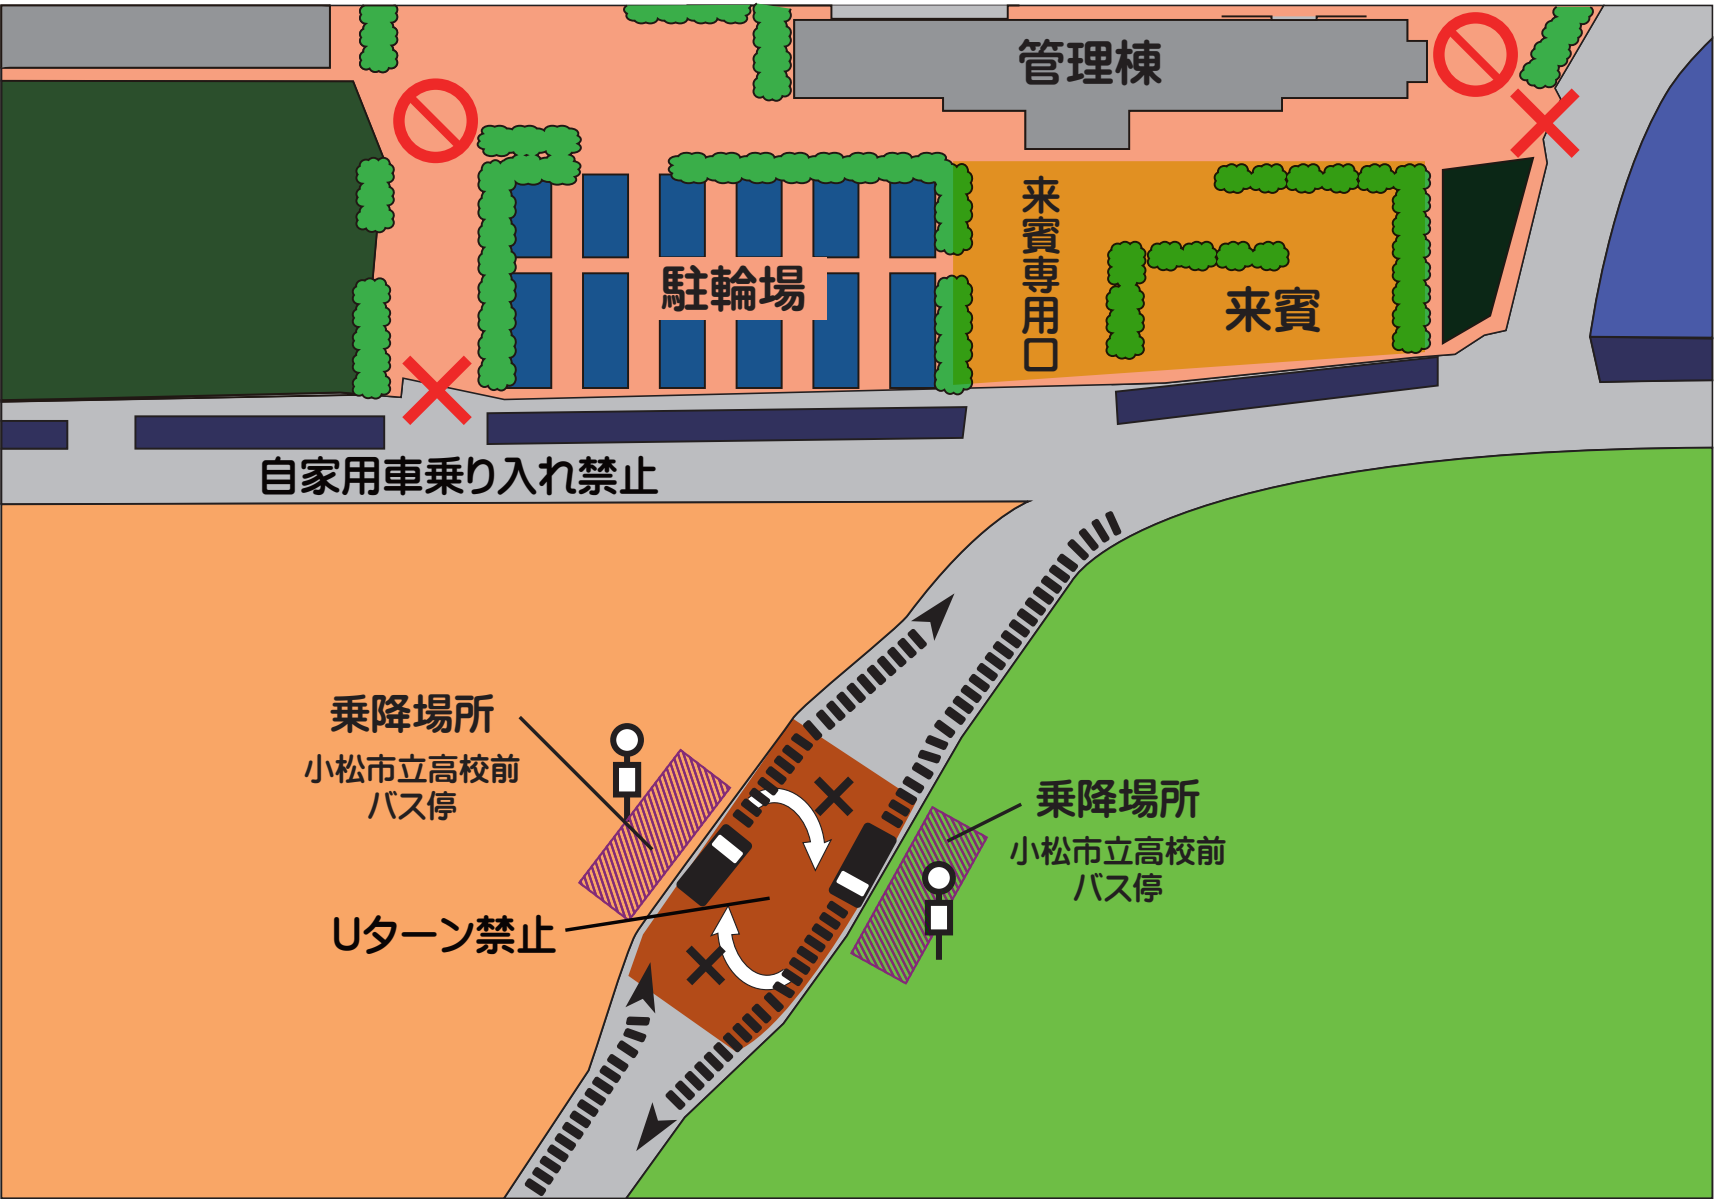 管理棟
来賓専用口
駐輪場
来賓
自家用車乗り入れ禁止
乗降場所
小松市立高校前
バス停
乗降場所
小松市立高校前
バス停
Uターン禁止